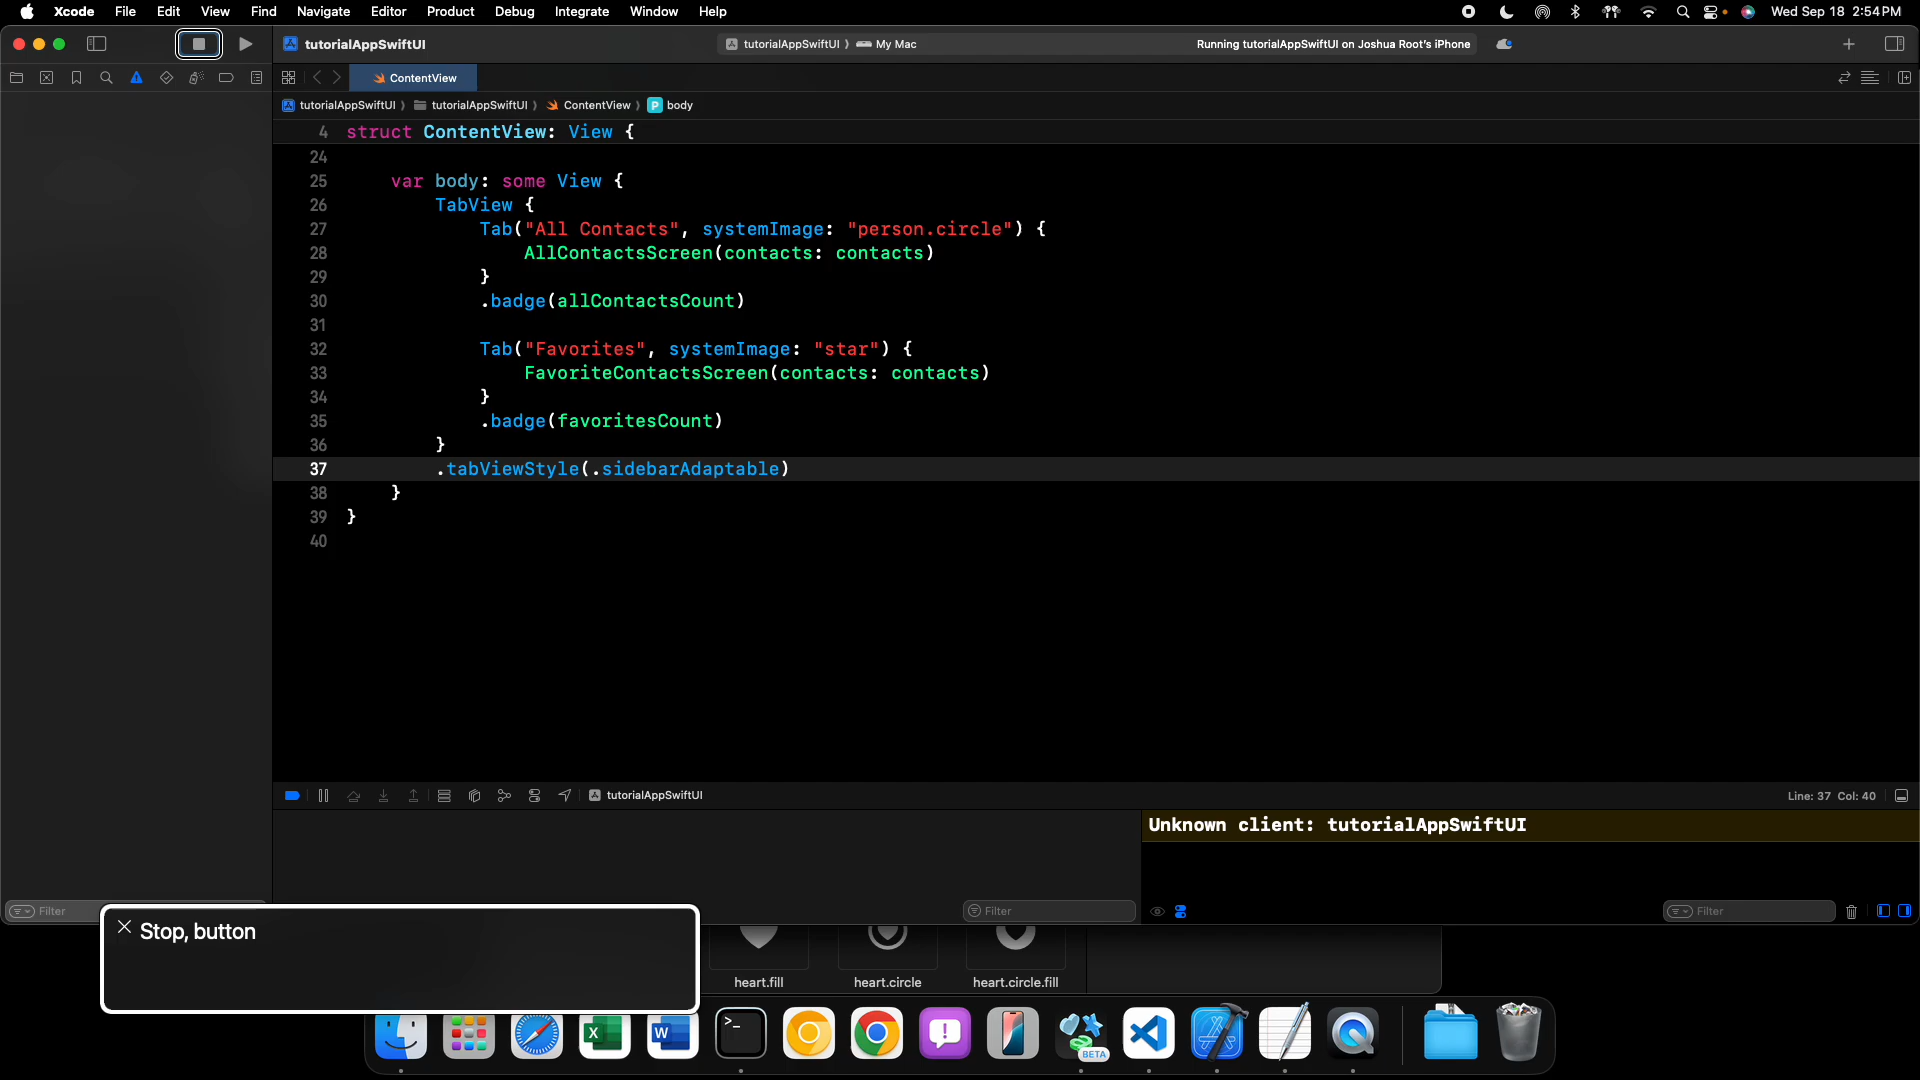 Xcode File Edit View Find Navigate Editor Product Debug Integrate Window Help Wed Sep 18 2:54 PM
tutorialAppSwiftUI tutorialAppSwiftUI My Mac Running tutorialAppSwiftUI on Joshua Root's iPhone
ContentView
tutorialAppSwiftUI tutorialAppSwiftUI ContentView P body
4 struct ContentView: View {
24
25 var body: some View {
26 TabView {
27 Tab("All Contacts", systemImage: "person.circle") {
28 AllContactsScreen(contacts: contacts)
29 }
30 .badge(allContactsCount)
31
32 Tab("Favorites", systemImage: "star") {
33 FavoriteContactsScreen(contacts: contacts)
34 }
35 .badge(favoritesCount)
36 }
37 .tabViewStyle(.sidebarAdaptable)
38 }
39 }
40
tutorialAppSwiftUI Line: 37 Col: 40
Unknown client: tutorialAppSwiftUI
Filter Filter Filter
Stop, button
heart.fill heart.circle heart.circle.fill
BETA